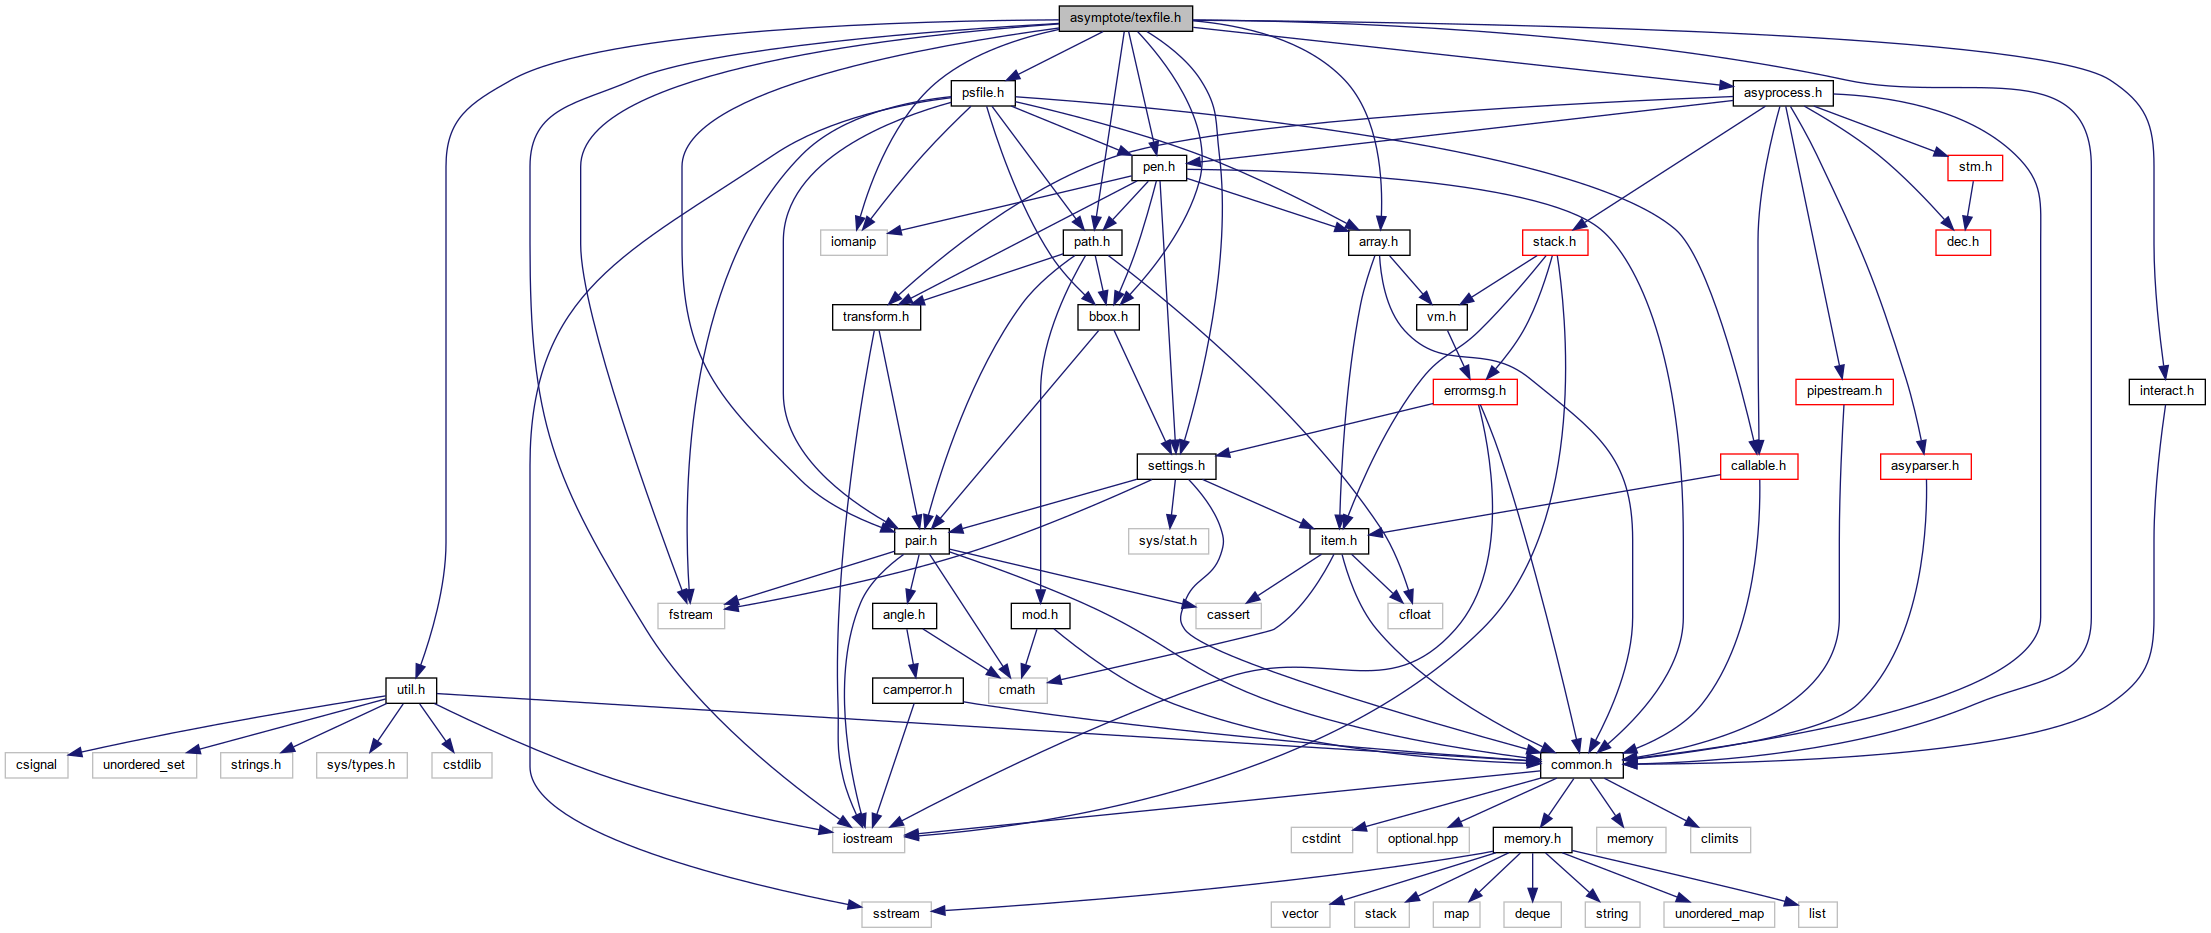 asymptote/texfile.h
psfile.h
asyprocess.h
pen.h
stm.h
iomanip
path.h
array.h
stack.h
dec.h
transform.h
bbox.h
vm.h
errormsg.h
pipestream.h
interact.h
settings.h
callable.h
asyparser.h
pair.h
sys/stat.h
item.h
fstream
angle.h
mod.h
cassert
cfloat
util.h
camperror.h
cmath
csignal
unordered_set
strings.h
sys/types.h
cstdlib
common.h
iostream
cstdint
optional.hpp
memory.h
memory
climits
sstream
vector
stack
map
deque
string
unordered_map
list